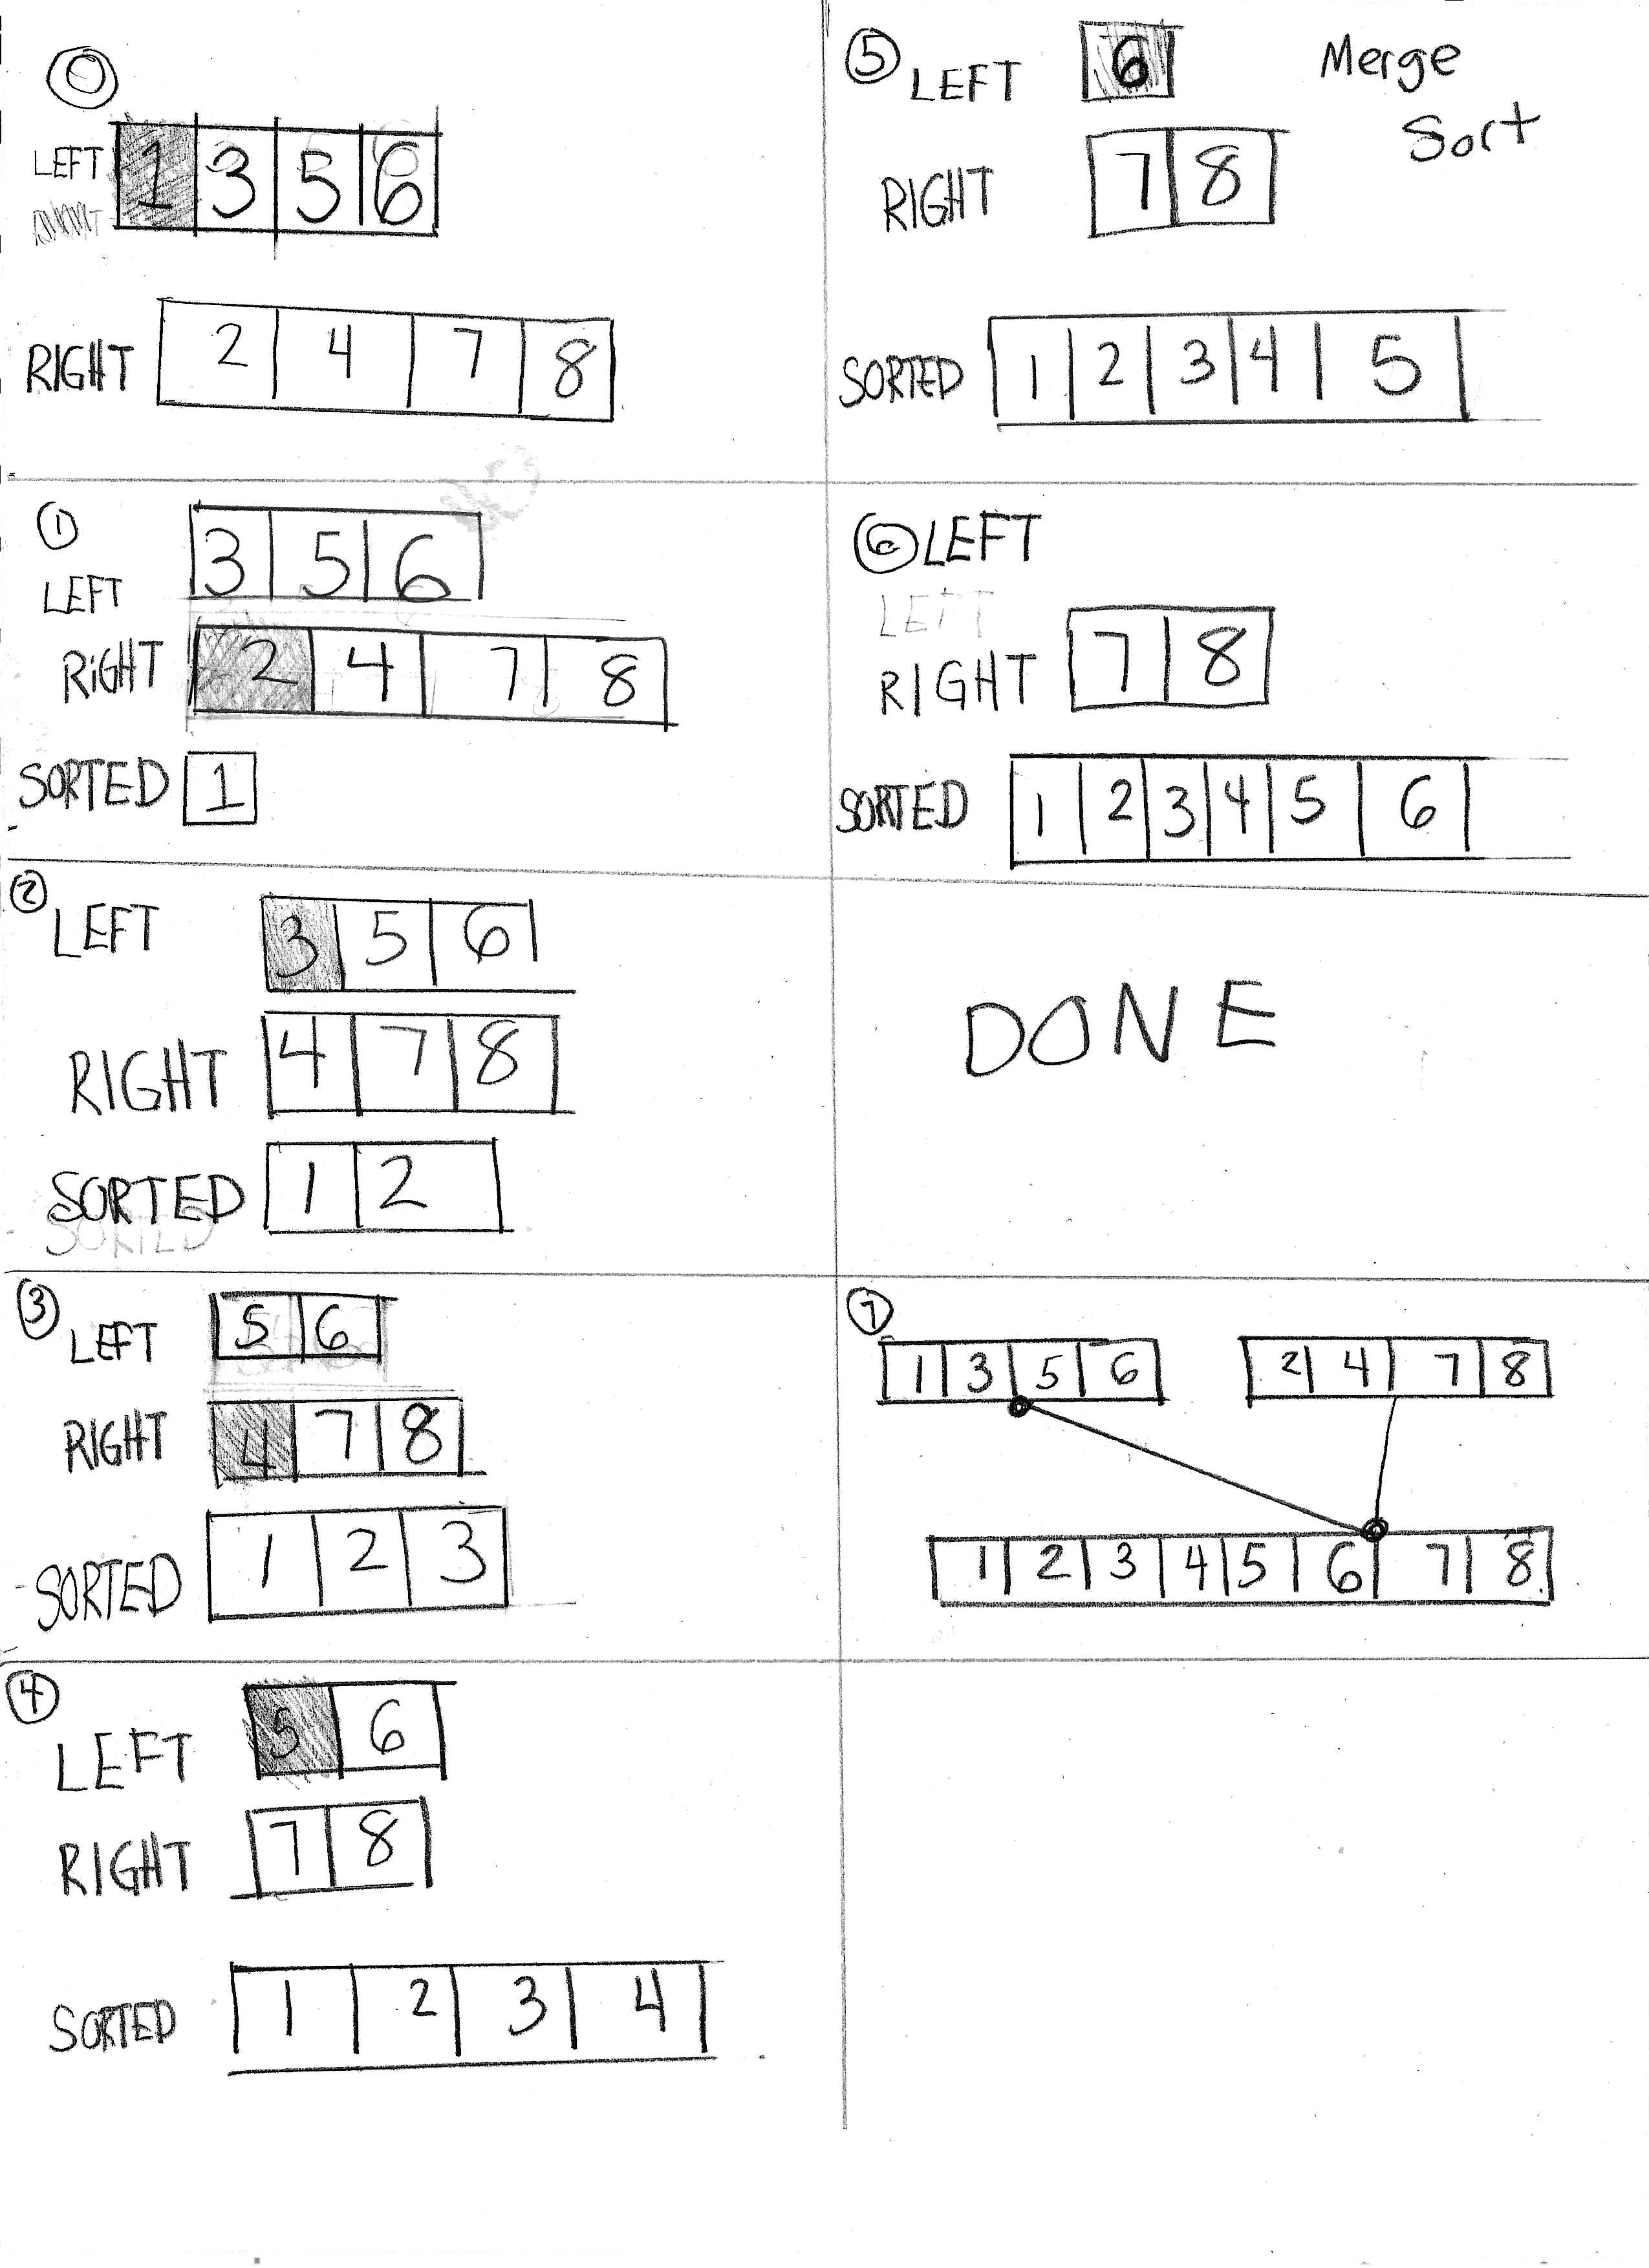 0
LEFT 1 3 5 6
RIGHT 2 4 7 8
1
LEFT 3 5 6
RIGHT 2 4 7 8
SORTED 1
2
LEFT 3 5 6
RIGHT 4 7 8
SORTED 1 2
SORTED
3
LEFT 5 6
RIGHT 4 7 8
SORTED 1 2 3
4
LEFT 5 6
RIGHT 7 8
SORTED 1 2 3 4
Merge
Sort
5
LEFT 6
RIGHT 7 8
SORTED 1 2 3 4 5
6 LEFT
LEFT
RIGHT 7 8
SORTED 1 2 3 4 5 6
DONE
7
1 3 5 6 2 4 7 8
1 2 3 4 5 6 7 8